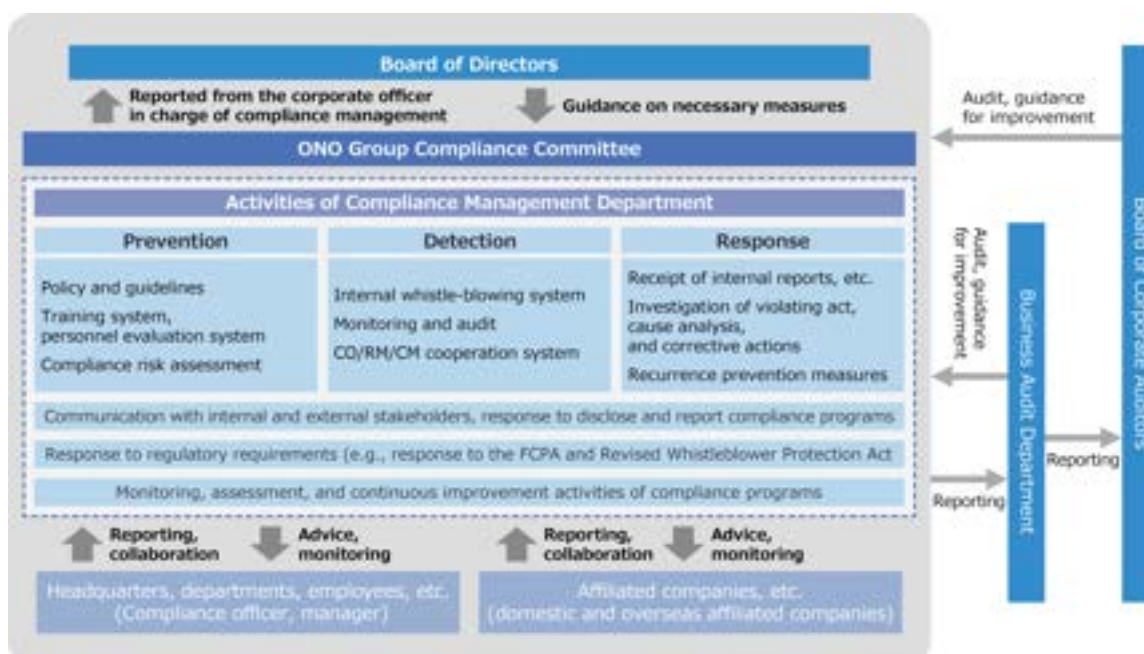 Board of Directors
Reported from the corporate officer
in charge of compliance management
Guidance on necessary measures
ONO Group Compliance Committee
Activities of Compliance Management Department
Prevention
Policy and guidelines
Training system,
personnel evaluation system
Compliance risk assessment
Detection
Internal whistle-blowing system
Monitoring and audit
CO/RM/CM cooperation system
Response
Receipt of internal reports, etc.
Investigation of violating act,
cause analysis,
and corrective actions
Recurrence prevention measures
Communication with internal and external stakeholders, response to disclose and report compliance programs
Response to regulatory requirements (e.g., response to the FCPA and Revised Whistleblower Protection Act
Monitoring, assessment, and continuous improvement activities of compliance programs
Reporting,
collaboration
Advice,
monitoring
Reporting,
collaboration
Advice,
monitoring
Headquarters, departments, employees, etc.
(Compliance officer, manager)
Affiliated companies, etc.
(domestic and overseas affiliated companies)
Audit, guidance
for improvement
Audit, guidance
for improvement
Reporting
Business Audit Department
Reporting
Board of Corporate Auditors